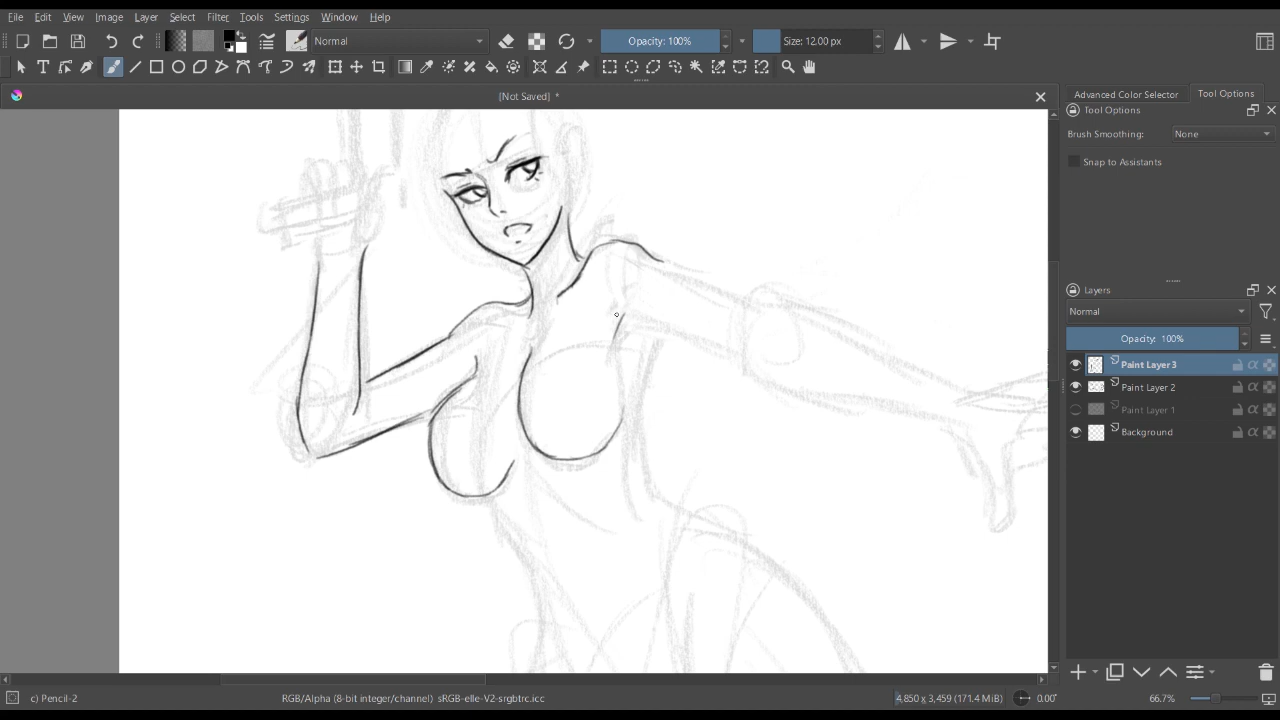 File Edit View Image Layer Select Filter Tools Settings Window Help
Normal Opacity: 100% Size: 12.00 px
[Not Saved] *
Advanced Color Selector Tool Options
Tool Options
Brush Smoothing: None
Snap to Assistants
Layers
Normal
Opacity: 100%
Paint Layer 3
Paint Layer 2
Paint Layer 1
Background
c) Pencil-2 RGB/Alpha (8-bit integer/channel) sRGB-elle-V2-srgbtrc.icc 4,850 x 3,459 (171.4 MiB) 0.00° 66.7%